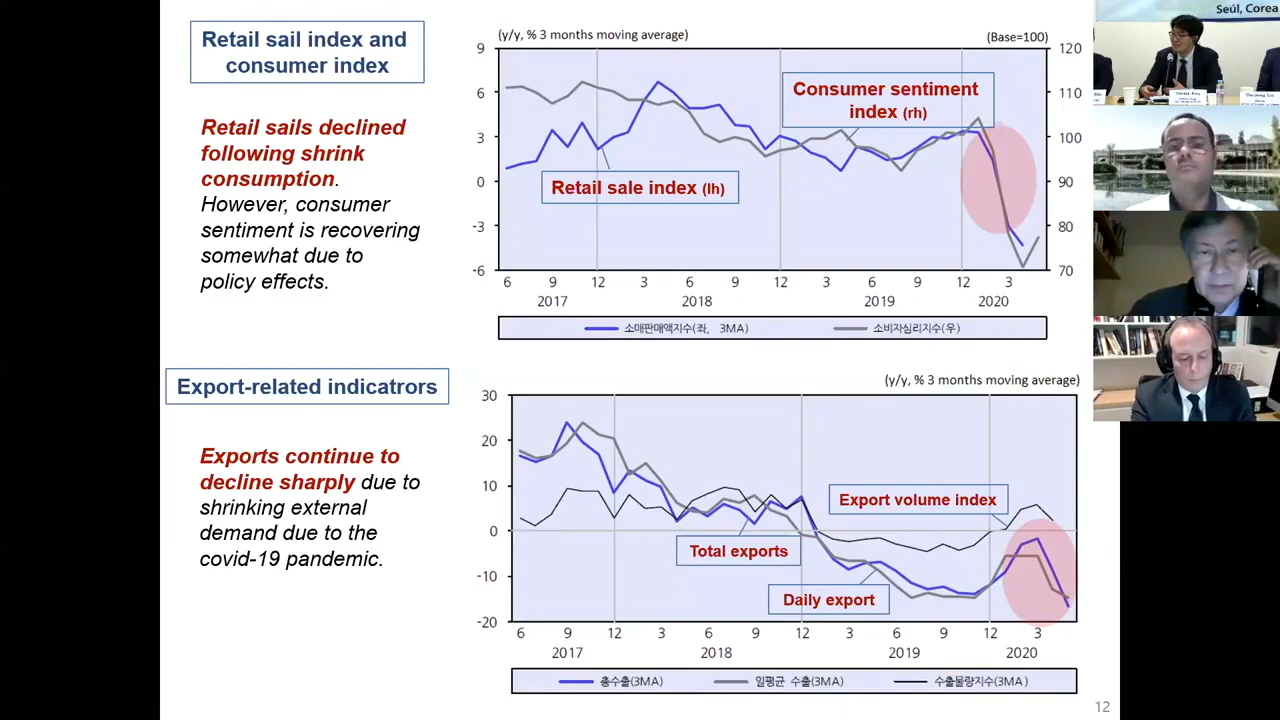 Retail sail index and
consumer index
Retail sails declined
following shrink
consumption.
However, consumer
sentiment is recovering
somewhat due to
policy effects.
(y/y, % 3 months moving average)
(Base=100)
9
6
3
0
-3
-6
120
110
100
90
80
70
Consumer sentiment
index (rh)
Retail sale index (lh)
6 9 12 3 6 9 12 3 6 9 12 3
2017 2018 2019 2020
소매판매액지수(좌, 3MA) 소비자심리지수(우)
Export-related indicatrors
Exports continue to
decline sharply due to
shrinking external
demand due to the
covid-19 pandemic.
(y/y, % 3 months moving average)
30
20
10
0
-10
-20
Export volume index
Total exports
Daily export
6 9 12 3 6 9 12 3 6 9 12 3
2017 2018 2019 2020
총수출(3MA) 일평균 수출(3MA) 수출물량지수(3MA)
12
Seúl, Corea